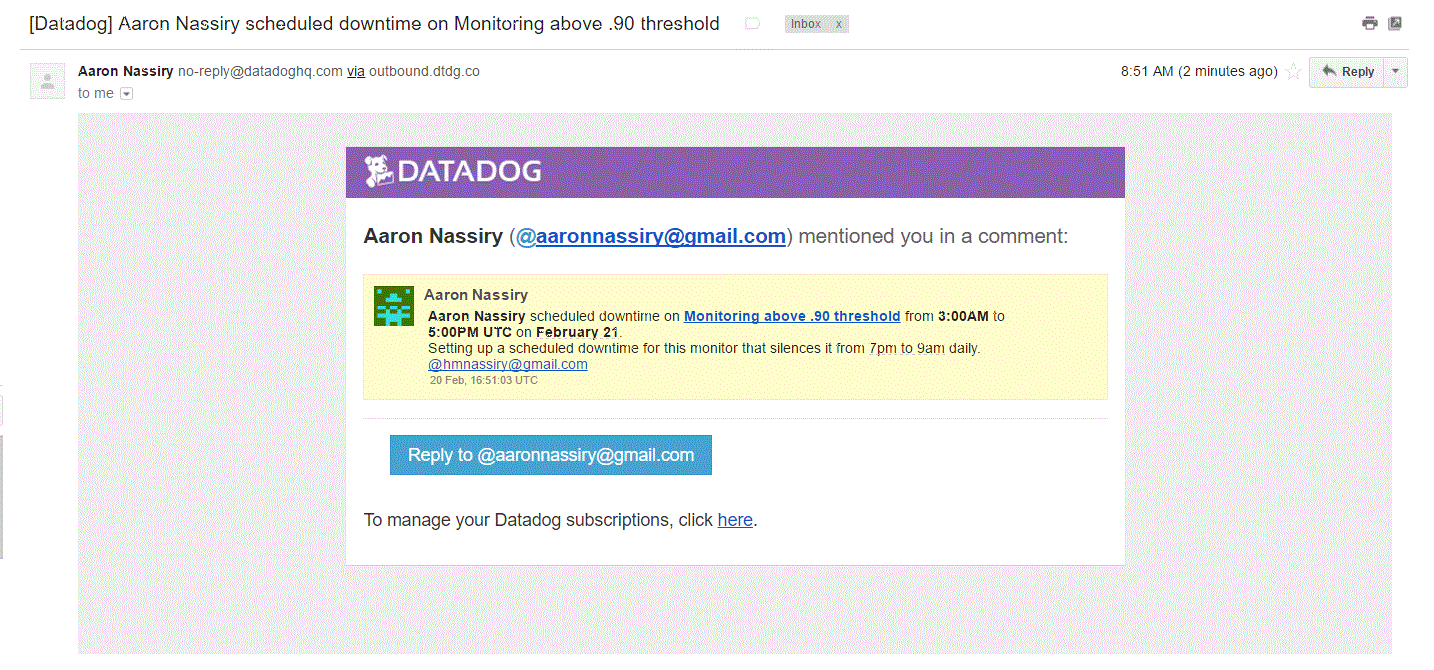 [Datadog] Aaron Nassiry scheduled downtime on Monitoring above .90 threshold
Inbox x
Aaron Nassiry no-reply@datadoghq.com via outbound.dtdg.co
8:51 AM (2 minutes ago)
Reply
to me
DATADOG
Aaron Nassiry (@aaronnassiry@gmail.com) mentioned you in a comment:
Aaron Nassiry
Aaron Nassiry scheduled downtime on Monitoring above .90 threshold from 3:00AM to
5:00PM UTC on February 21.
Setting up a scheduled downtime for this monitor that silences it from 7pm to 9am daily.
@hmnassiry@gmail.com
20 Feb, 16:51:03 UTC
Reply to @aaronnassiry@gmail.com
To manage your Datadog subscriptions, click here.